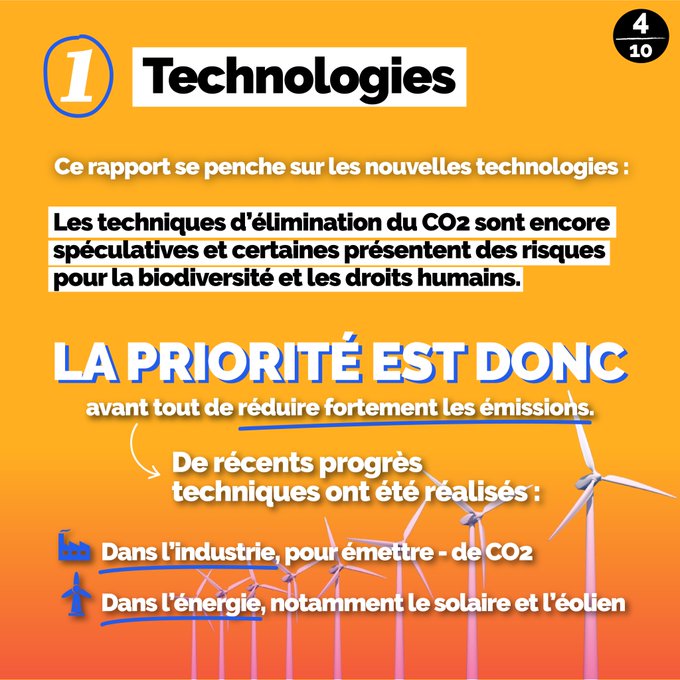 4
10
1 Technologies
Ce rapport se penche sur les nouvelles technologies :
Les techniques d'élimination du CO2 sont encore
spéculatives et certaines présentent des risques
pour la biodiversité et les droits humains.
LA PRIORITÉ EST DONC
avant tout de réduire fortement les émissions.
De récents progrès
techniques ont été réalisés :
Dans l'industrie, pour émettre - de CO2
Dans l'énergie, notamment le solaire et l'éolien